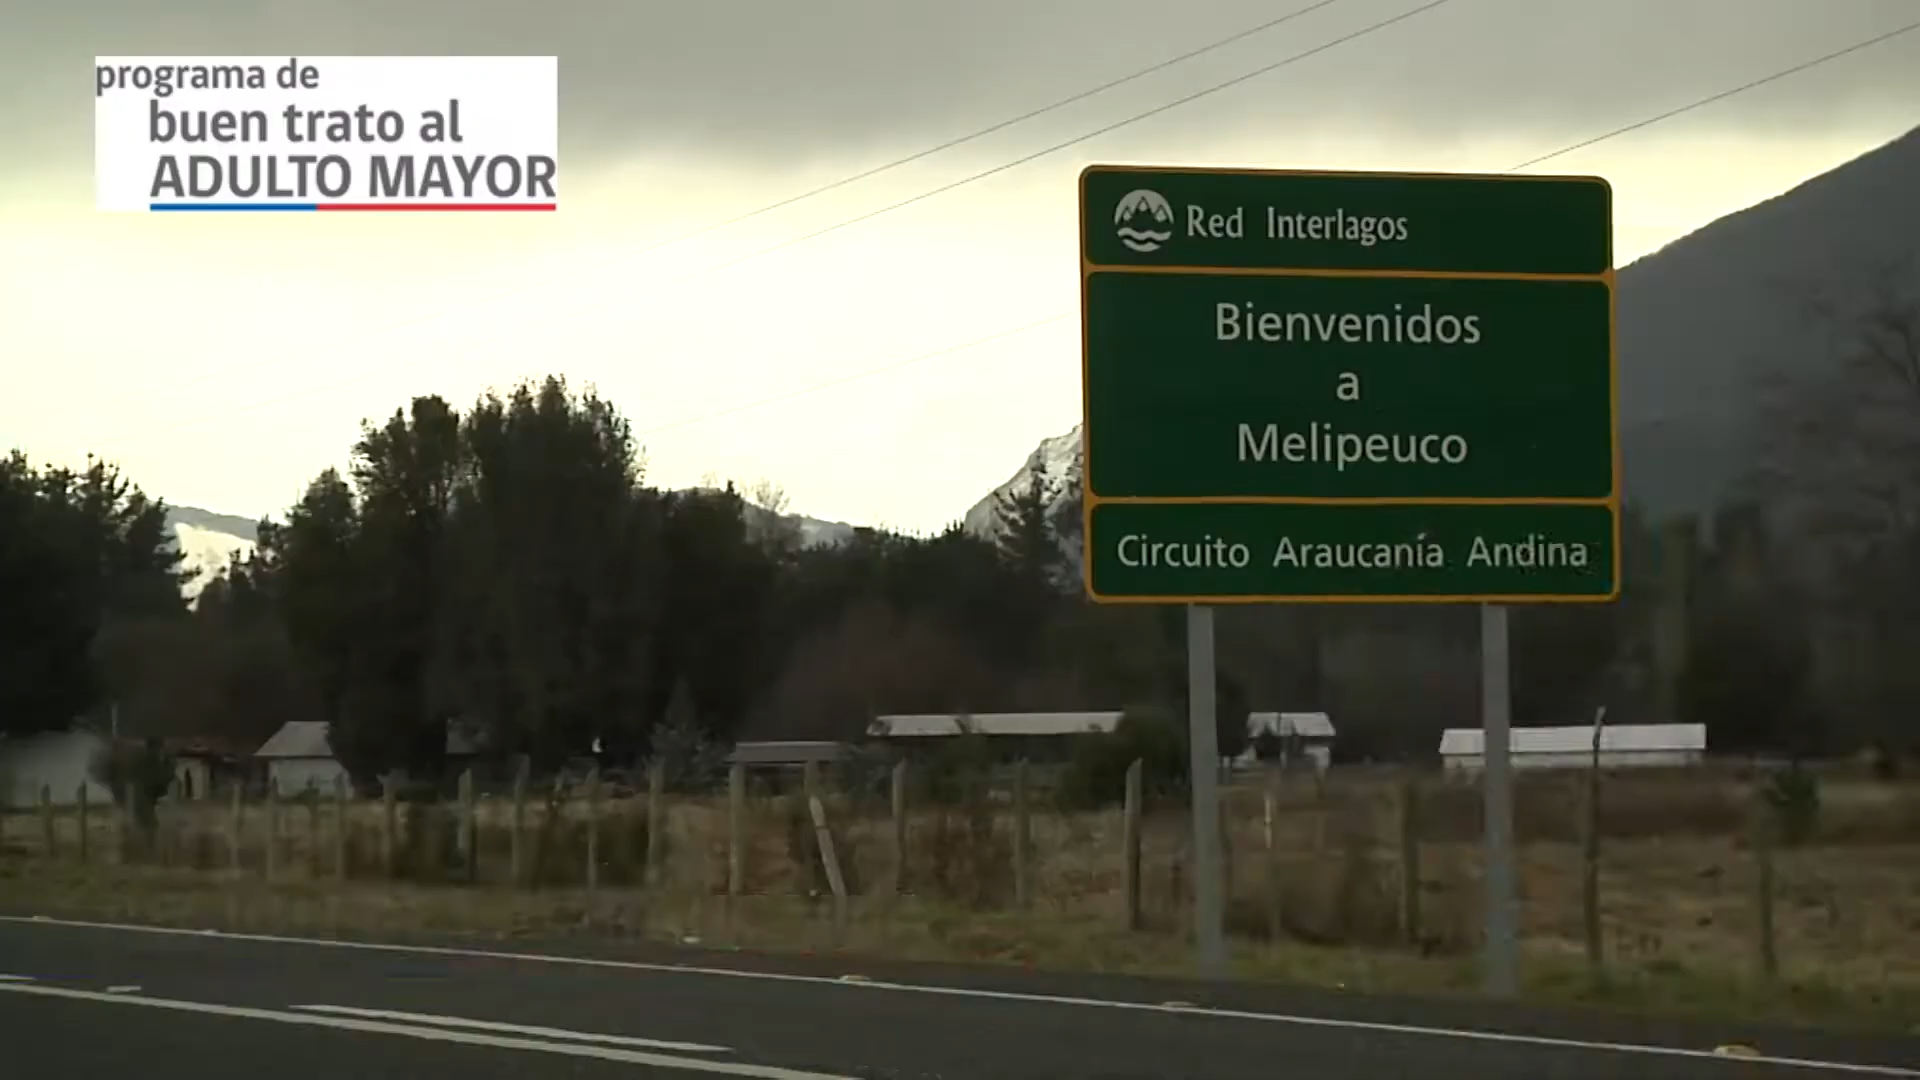 programa de
buen trato al
ADULTO MAYOR
Red Interlagos
Bienvenidos
a
Melipeuco
Circuito Araucanía Andina